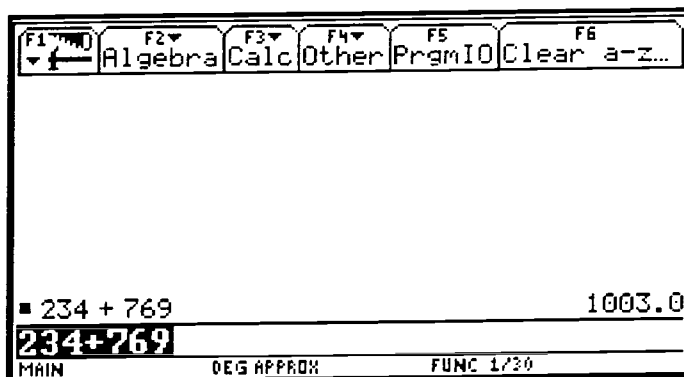 F1▼ F2▼ Algebra F3▼ Calc F4▼ Other F5 PrgmIO F6 Clear a-z…
▪ 234 + 769 1003.0
234+769
MAIN DEG APPROX FUNC 1/30